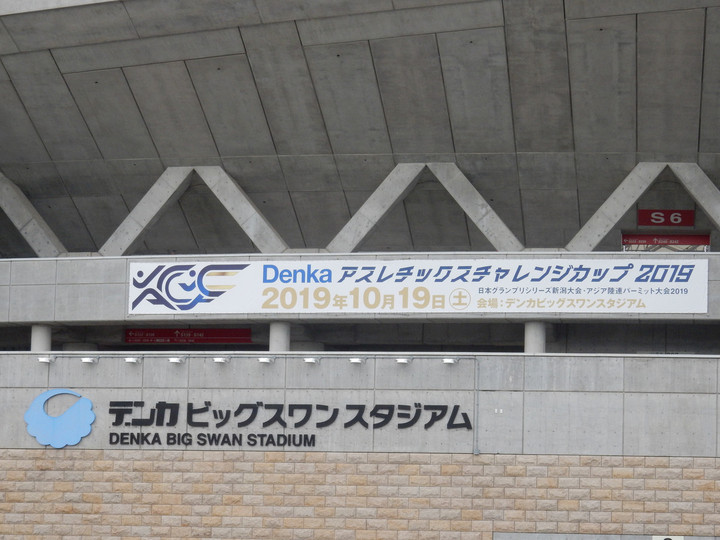 S6
Denka アスレチックスチャレンジカップ 2019
2019年10月19日(土)
日本グランプリシリーズ新潟大会・アジア陸連パーミット大会2019
会場:デンカビッグスワンスタジアム
デンカ ビッグスワン スタジアム
DENKA BIG SWAN STADIUM